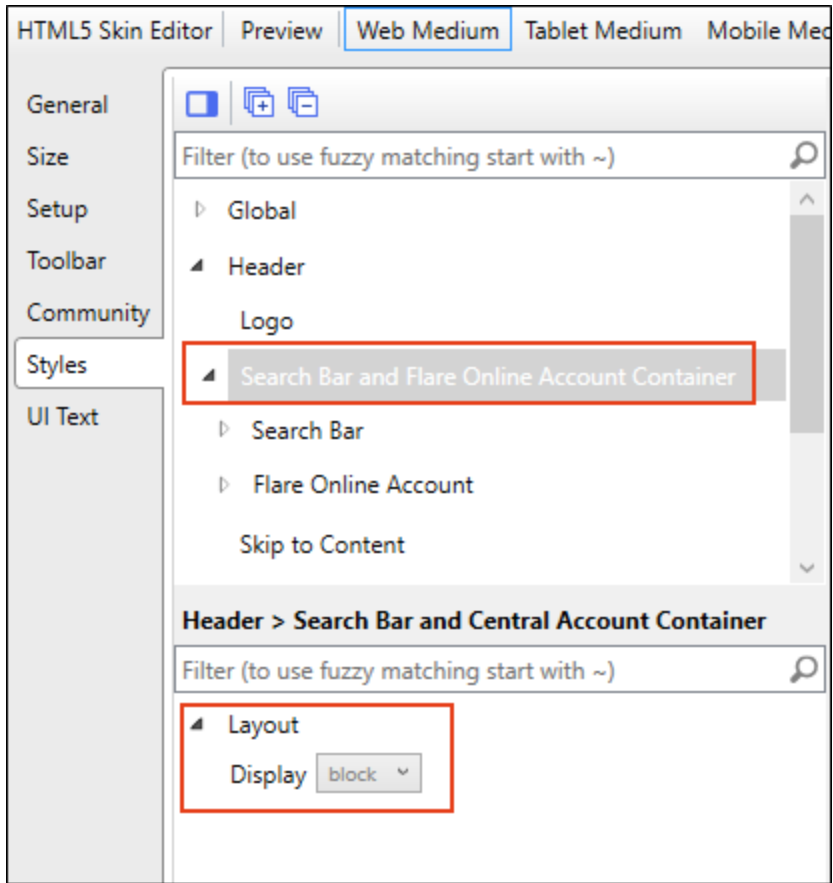 HTML5 Skin Editor Preview Web Medium Tablet Medium Mobile Med
General
Size
Setup
Toolbar
Community
Styles
UI Text
Filter (to use fuzzy matching start with ~)
Global
Header
Logo
Search Bar and Flare Online Account Container
Search Bar
Flare Online Account
Skip to Content
Header > Search Bar and Central Account Container
Filter (to use fuzzy matching start with ~)
Layout
Display block